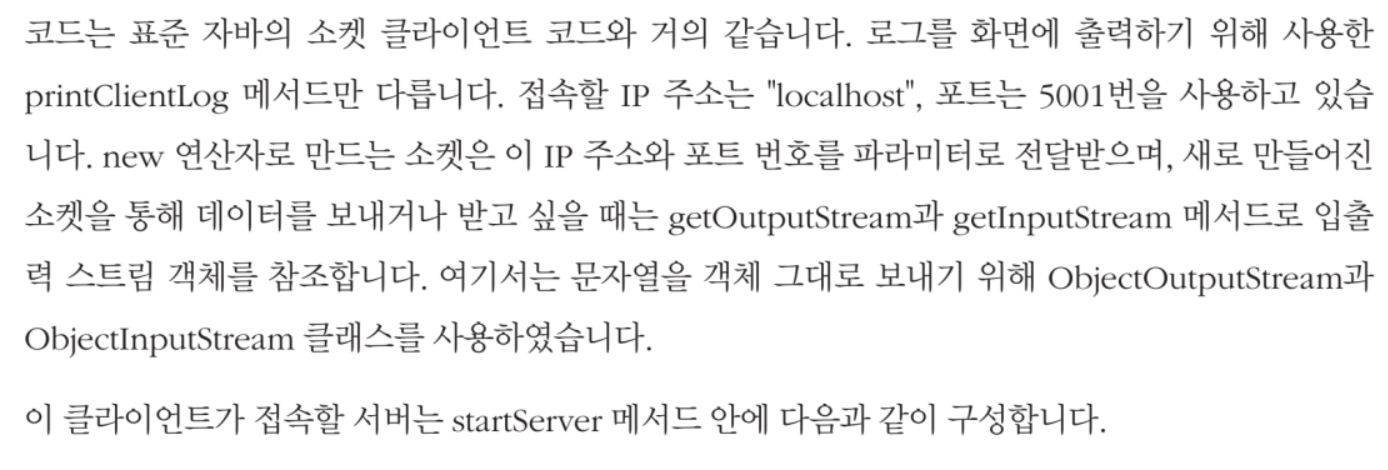 코드는 표준 자바의 소켓 클라이언트 코드와 거의 같습니다. 로그를 화면에 출력하기 위해 사용한
printClientLog 메서드만 다릅니다. 접속할 IP 주소는 "localhost", 포트는 5001번을 사용하고 있습
니다. new 연산자로 만드는 소켓은 이 IP 주소와 포트 번호를 파라미터로 전달받으며, 새로 만들어진
소켓을 통해 데이터를 보내거나 받고 싶을 때는 getOutputStream과 getInputStream 메서드로 입출
력 스트림 객체를 참조합니다. 여기서는 문자열을 객체 그대로 보내기 위해 ObjectOutputStream과
ObjectInputStream 클래스를 사용하였습니다.
이 클라이언트가 접속할 서버는 startServer 메서드 안에 다음과 같이 구성합니다.